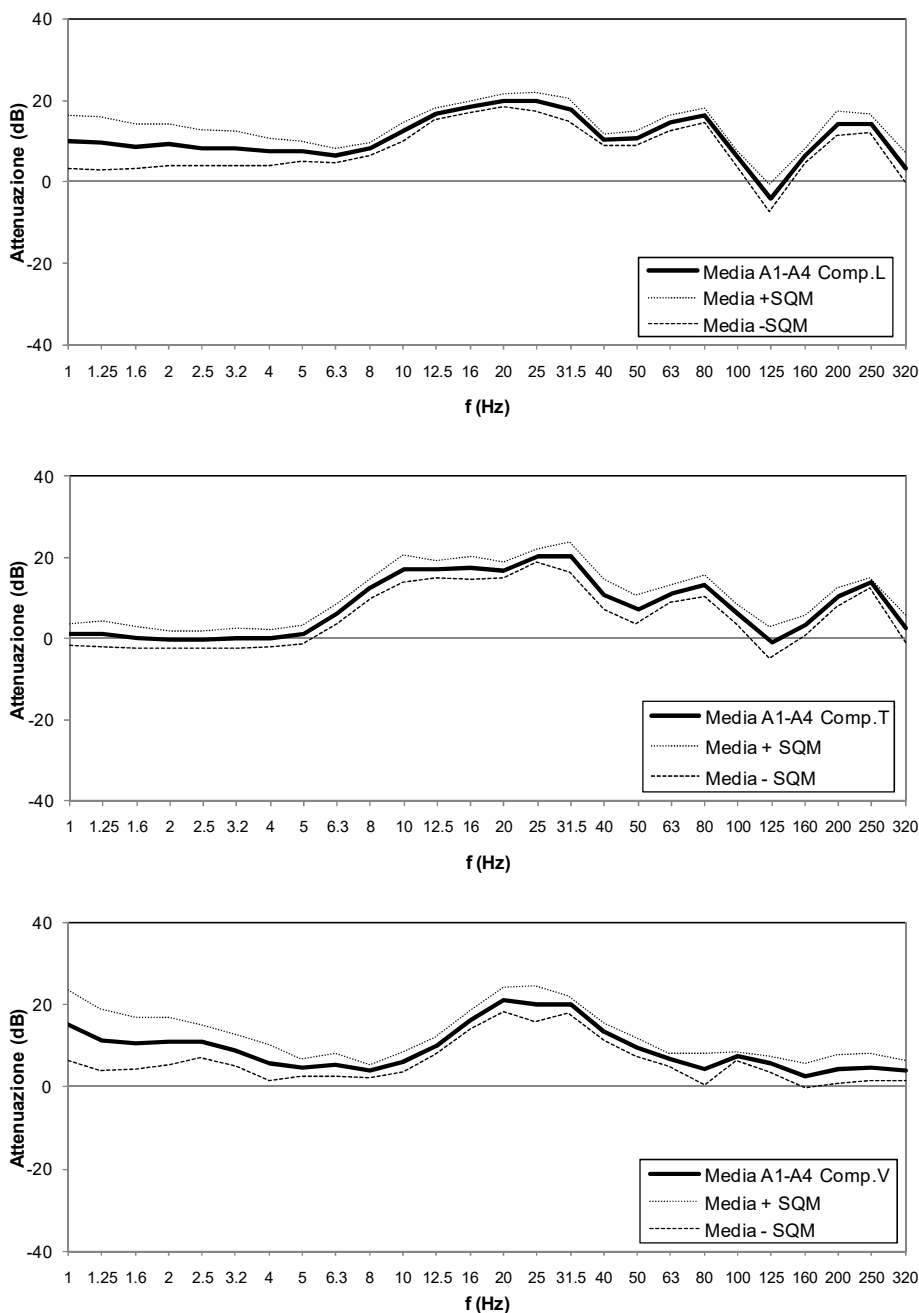 40
20
0
-20
-40
Attenuazione (dB)
Media A1-A4 Comp.L
Media +SQM
Media -SQM
1 1.25 1.6 2 2.5 3.2 4 5 6.3 8 10 12.5 16 20 25 31.5 40 50 63 80 100 125 160 200 250 320
f (Hz)
40
20
0
-20
-40
Attenuazione (dB)
Media A1-A4 Comp.T
Media + SQM
Media - SQM
1 1.25 1.6 2 2.5 3.2 4 5 6.3 8 10 12.5 16 20 25 31.5 40 50 63 80 100 125 160 200 250 320
f (Hz)
40
20
0
-20
-40
Attenuazione (dB)
Media A1-A4 Comp.V
Media + SQM
Media - SQM
1 1.25 1.6 2 2.5 3.2 4 5 6.3 8 10 12.5 16 20 25 31.5 40 50 63 80 100 125 160 200 250 320
f (Hz)